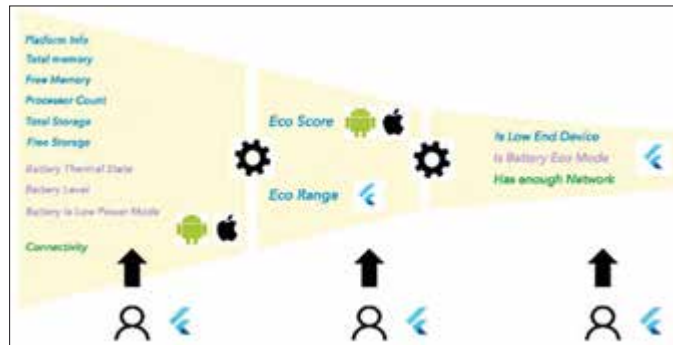 Platform Info
Total memory
Free Memory
Processor Count
Total Storage
Free Storage
Battery Thermal State
Battery Level
Battery Is Low Power Mode
Connectivity
Eco Score
Eco Range
Is Low End Device
Is Battery Eco Mode
Has enough Network